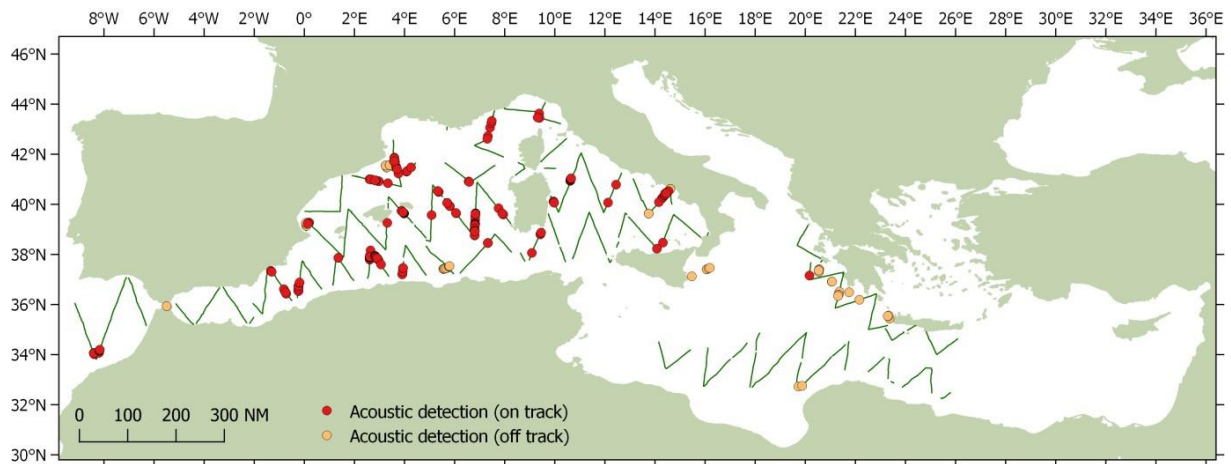 8°W 6°W 4°W 2°W 0° 2°E 4°E 6°E 8°E 10°E 12°E 14°E 16°E 18°E 20°E 22°E 24°E 26°E 28°E 30°E 32°E 34°E 36°E
46°N
44°N
42°N
40°N
38°N
36°N
34°N
32°N
30°N
0 100 200 300 NM
Acoustic detection (on track)
Acoustic detection (off track)